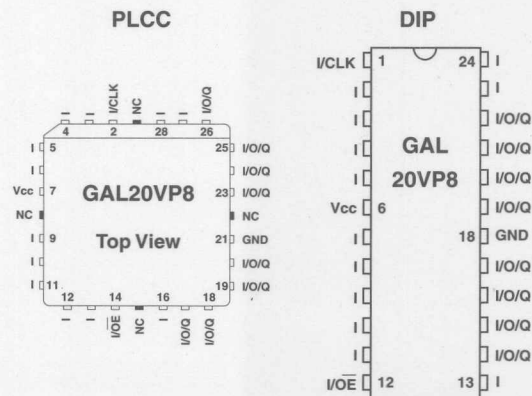 PLCC
I I I/CLK NC I I I/O/Q
4 2 28 26
I 5 25 I/O/Q
I I/O/Q
Vcc 7 GAL20VP8 23 I/O/Q
NC NC
I 9 Top View 21 GND
I I/O/Q
I 11 19 I/O/Q
12 14 16 18
I I I/O̅E̅ NC I I/O/Q I/O/Q
DIP
I/CLK 1 24 I
I I
I I/O/Q
I GAL I/O/Q
I 20VP8 I/O/Q
Vcc 6 I/O/Q
I 18 GND
I I/O/Q
I I/O/Q
I I/O/Q
I I/O/Q
I/O̅E̅ 12 13 I